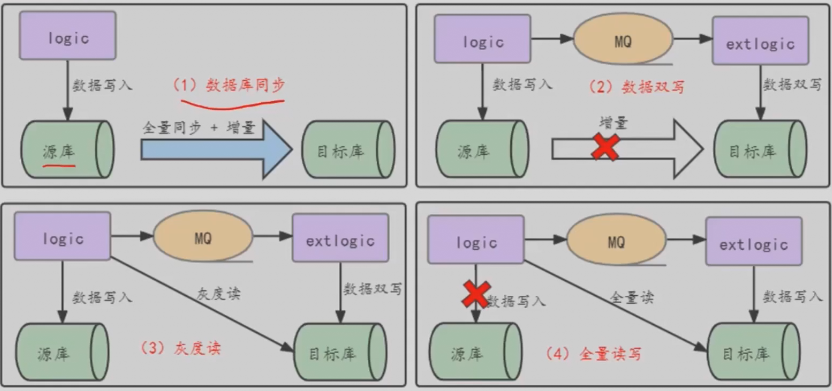 logic
数据写入
(1) 数据库同步
全量同步 + 增量
源库
目标库
logic
MQ
extlogic
数据写入
(2) 数据双写
数据双写
增量
源库
目标库
logic
MQ
extlogic
数据写入
灰度读
数据双写
(3) 灰度读
源库
目标库
logic
MQ
extlogic
数据写入
全量读
数据写入
(4) 全量读写
源库
目标库